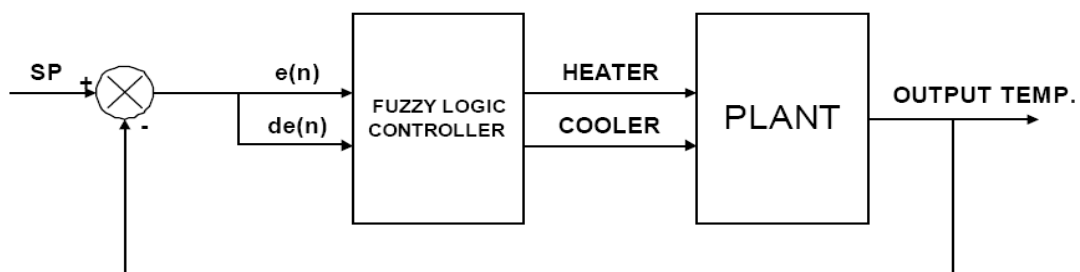 SP
+
-
e(n)
de(n)
FUZZY LOGIC
CONTROLLER
HEATER
COOLER
PLANT
OUTPUT TEMP.